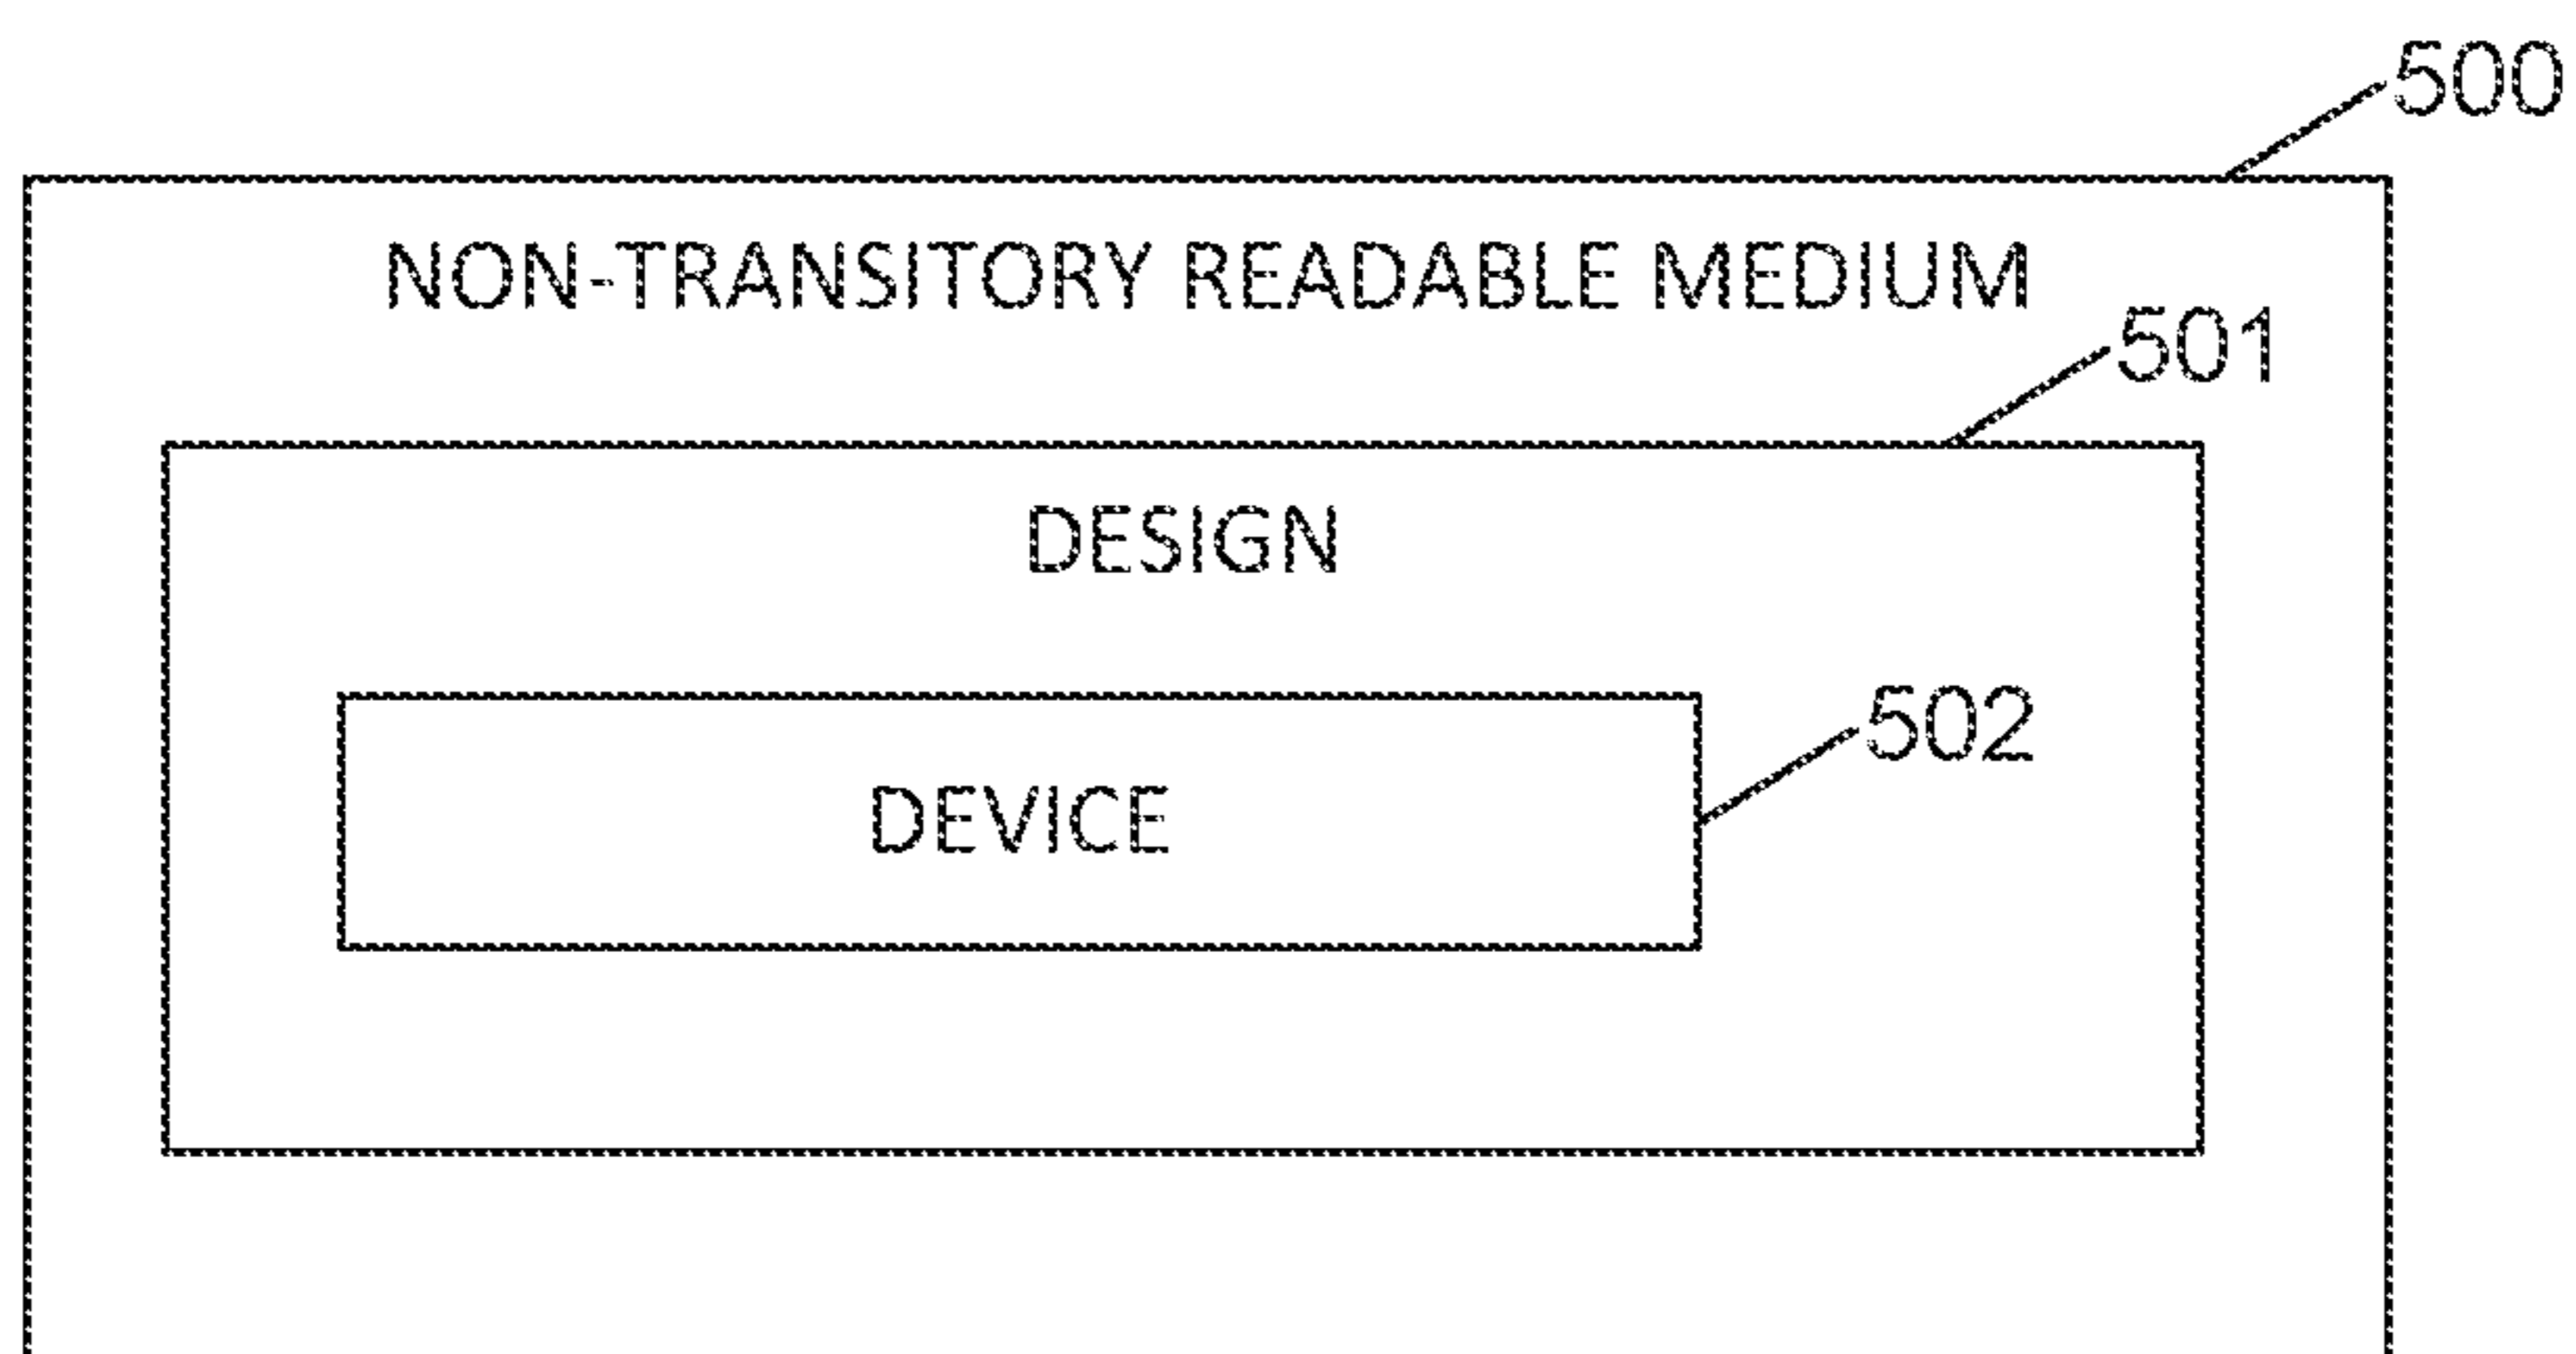 500
NON-TRANSITORY READABLE MEDIUM
501
DESIGN
502
DEVICE